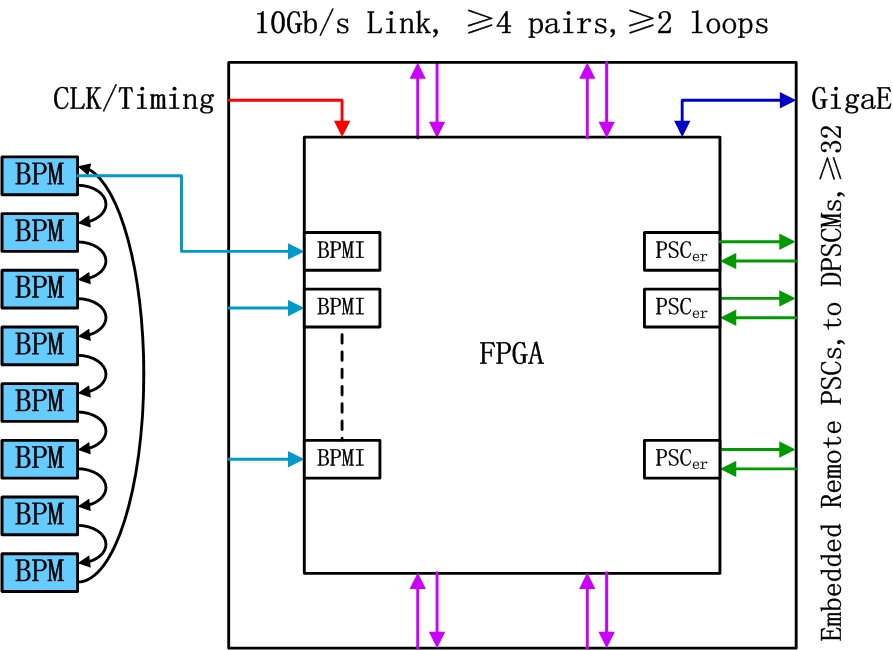 10Gb/s Link, ≥4 pairs,≥2 loops
CLK/Timing
GigaE
BPM
BPM
BPM
BPM
BPM
BPM
BPM
BPM
BPMI
BPMI
BPMI
FPGA
PSCer
PSCer
PSCer
Embedded Remote PSCs,to DPSCMs,≥32